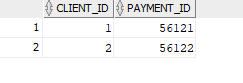 CLIENT_ID PAYMENT_ID
1 1 56121
2 2 56122